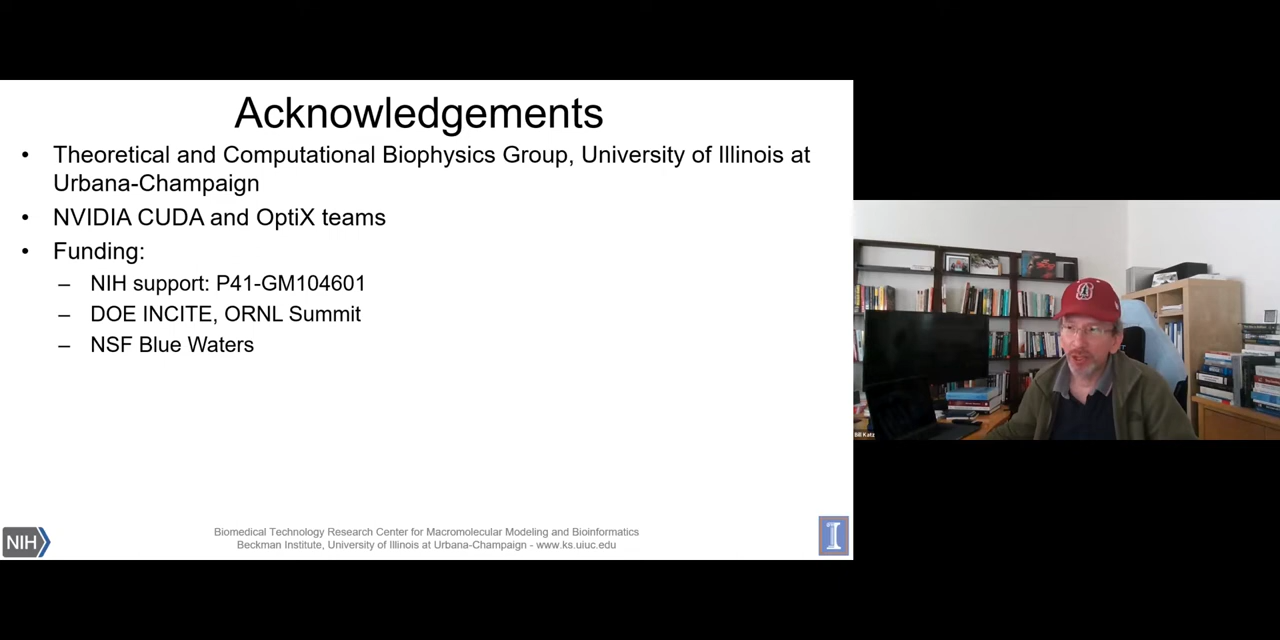 Acknowledgements
• Theoretical and Computational Biophysics Group, University of Illinois at
Urbana-Champaign
• NVIDIA CUDA and OptiX teams
• Funding:
– NIH support: P41-GM104601
– DOE INCITE, ORNL Summit
– NSF Blue Waters
Bill Katz
NIH
Biomedical Technology Research Center for Macromolecular Modeling and Bioinformatics
Beckman Institute, University of Illinois at Urbana-Champaign - www.ks.uiuc.edu
I